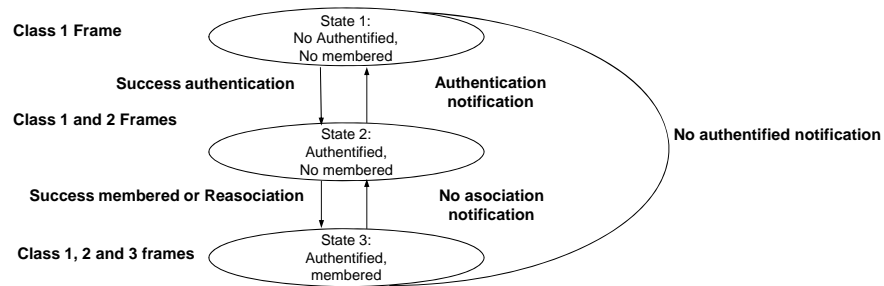 Class 1 Frame
State 1:
No Authentified,
No membered
Success authentication
Authentication
notification
Class 1 and 2 Frames
No authentified notification
State 2:
Authentified,
No membered
Success membered or Reasociation
No asociation
notification
Class 1, 2 and 3 frames
State 3:
Authentified,
membered